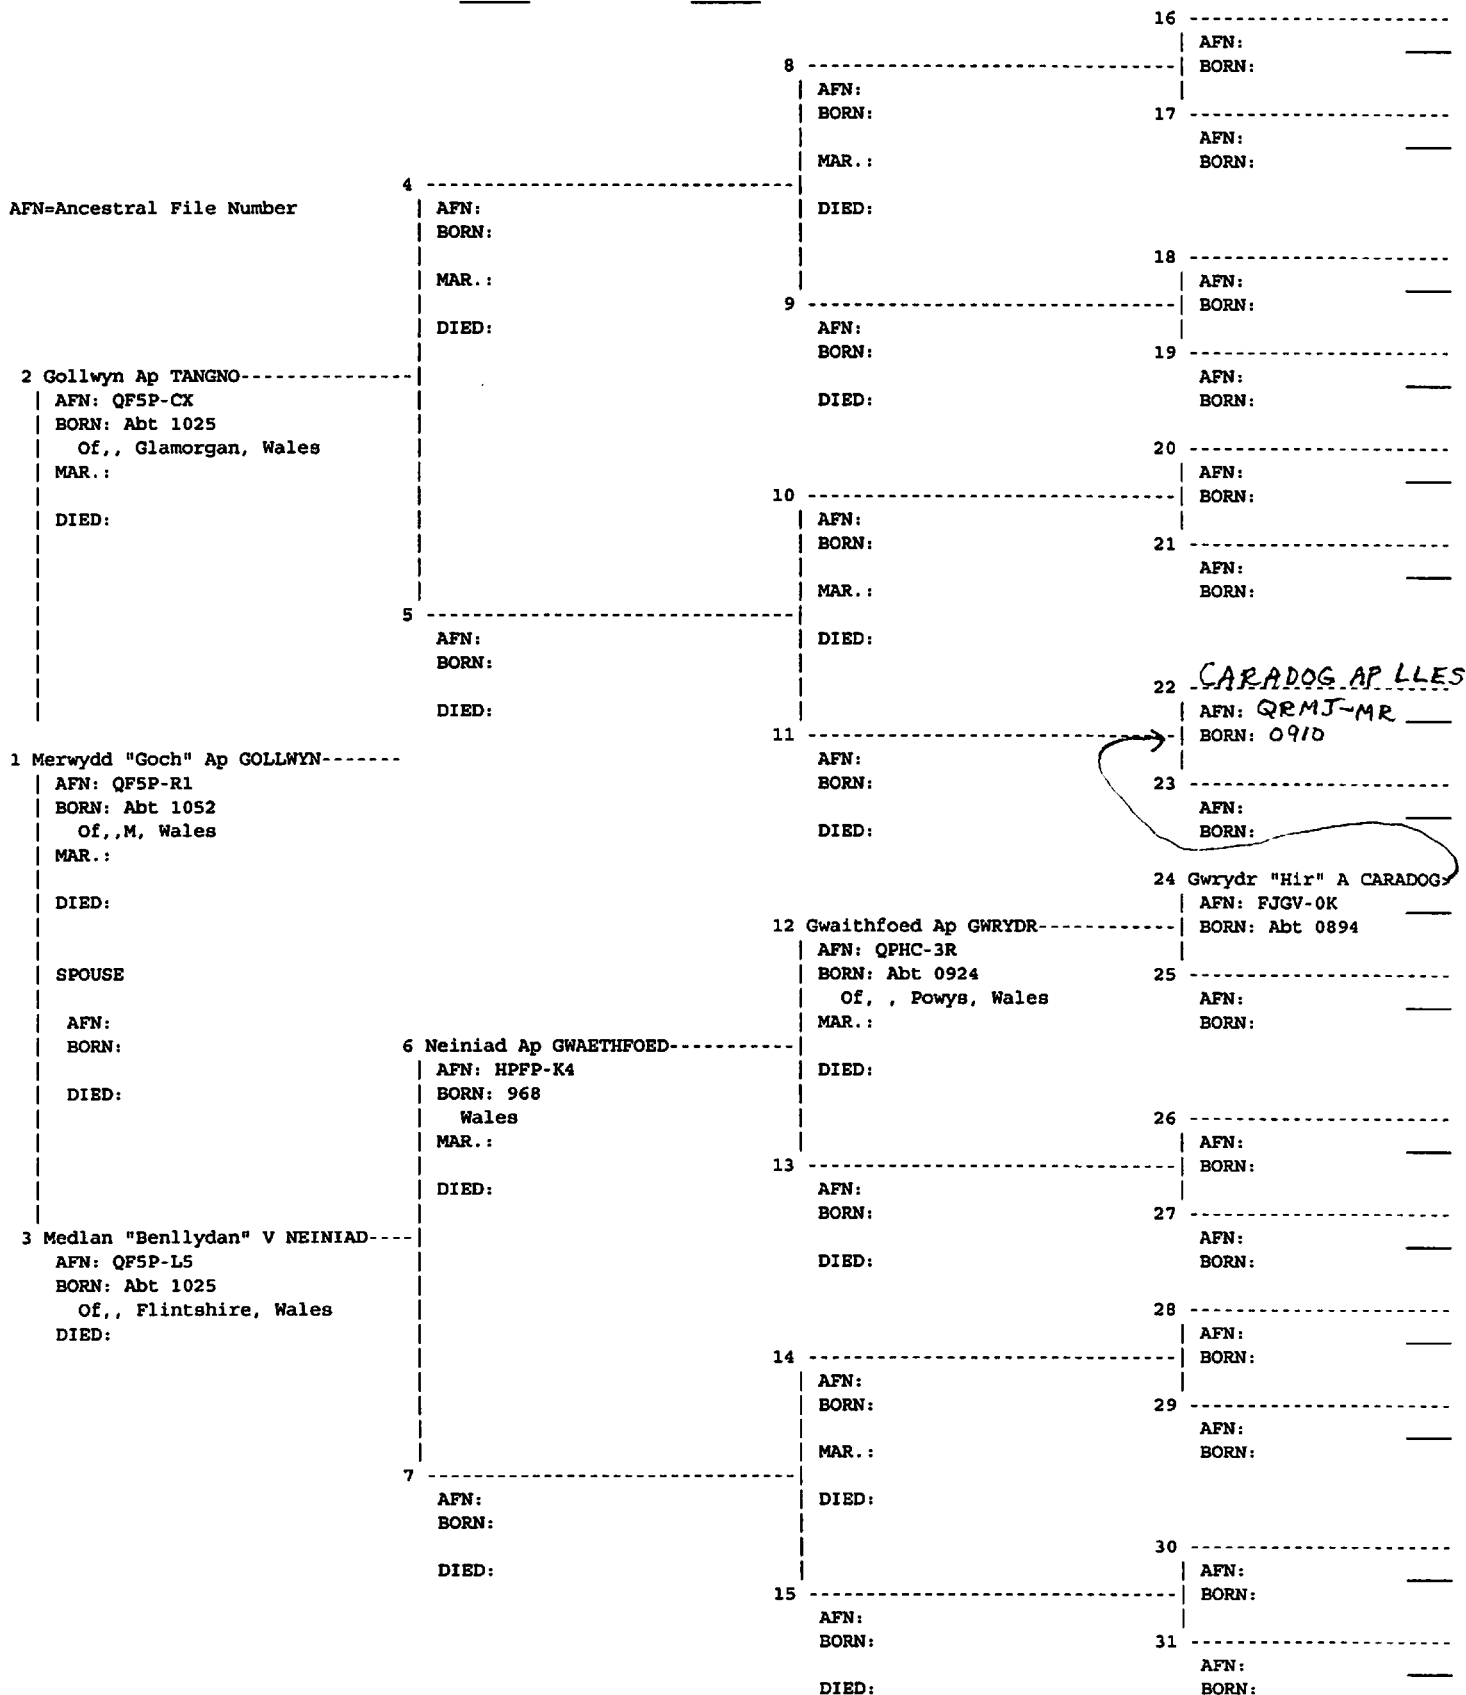 16
AFN:
8
BORN:
AFN:
BORN:
17
AFN:
MAR.:
BORN:
4
AFN=Ancestral File Number
AFN:
DIED:
BORN:
18
MAR.:
AFN:
9
BORN:
DIED:
AFN:
BORN:
19
2 Gollwyn Ap TANGNO
AFN:
AFN: QF5P-CX
DIED:
BORN:
BORN: Abt 1025
Of,, Glamorgan, Wales
20
MAR.:
AFN:
10
BORN:
DIED:
AFN:
BORN:
21
AFN:
MAR.:
BORN:
5
AFN:
DIED:
BORN:
CARADOG AP LLES
22
DIED:
AFN: QRMJ-MR
11
BORN: 0910
1 Merwydd "Goch" Ap GOLLWYN
AFN:
AFN: QF5P-R1
BORN:
23
BORN: Abt 1052
AFN:
Of,,M, Wales
DIED:
BORN:
MAR.:
24 Gwrydr "Hir" A CARADOG>
DIED:
AFN: FJGV-0K
12 Gwaithfoed Ap GWRYDR
BORN: Abt 0894
AFN: QPHC-3R
SPOUSE
BORN: Abt 0924
25
Of, , Powys, Wales
AFN:
AFN:
MAR.:
BORN:
BORN:
6 Neiniad Ap GWAETHFOED
AFN: HPFP-K4
DIED:
DIED:
BORN: 968
Wales
26
MAR.:
AFN:
13
BORN:
DIED:
AFN:
BORN:
27
3 Medlan "Benllydan" V NEINIAD
AFN:
AFN: QF5P-L5
DIED:
BORN:
BORN: Abt 1025
Of,, Flintshire, Wales
28
DIED:
AFN:
14
BORN:
AFN:
BORN:
29
AFN:
MAR.:
BORN:
7
AFN:
DIED:
BORN:
30
DIED:
AFN:
15
BORN:
AFN:
BORN:
31
AFN:
DIED:
BORN: